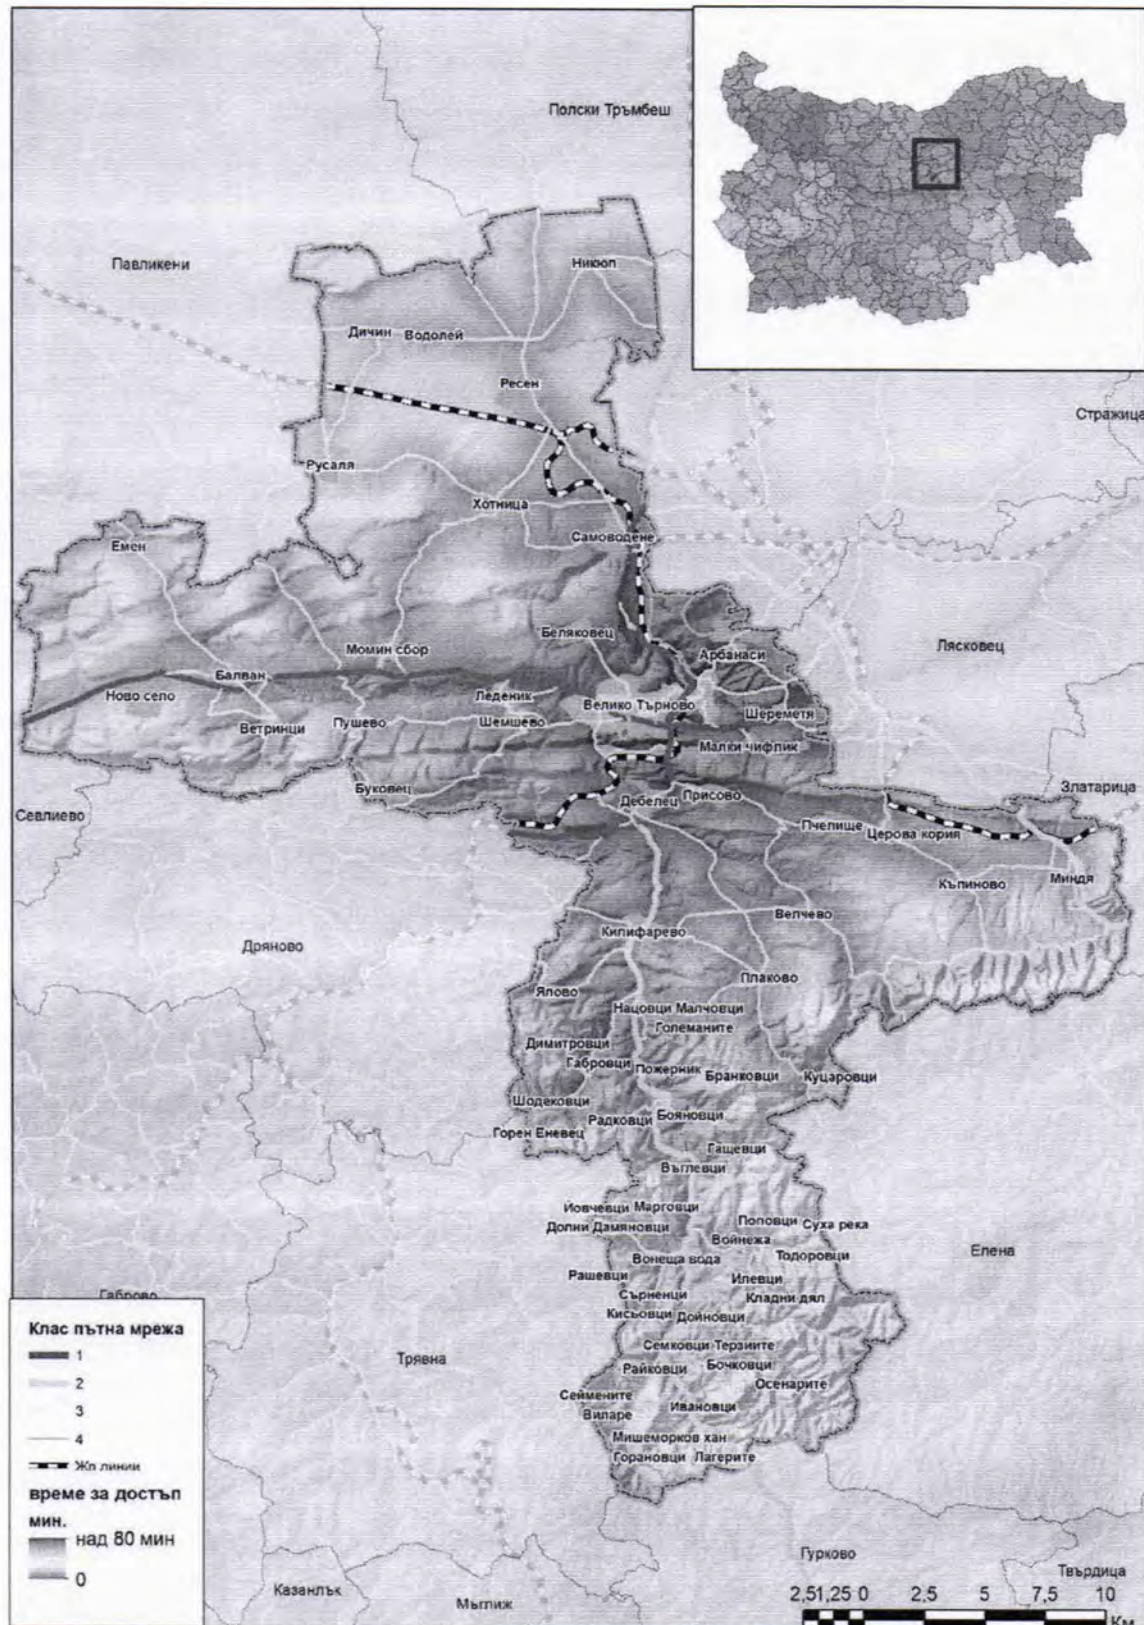 Полски Тръмбеш
Павликени
Никюп
Дичин
Водолей
Ресен
Стражица
Русаля
Хотница
Самоводене
Емен
Беляковец
Момин сбор
Арбанаси
Лясковец
Балван
Ново село
Леденик
Велико Търново
Шереметя
Ветринци
Пушево
Шемшево
Малки чифлик
Буковец
Присово
Златарица
Севлиево
Дебелец
Пчелище
Церова кория
Къпиново
Миндя
Велчево
Килифарево
Дряново
Плаково
Ялово
Нацовци Малчовци
Големаните
Димитровци
Габровци
Пожерник
Бранковци
Куцаровци
Шодековци
Радковци
Бояновци
Горен Еневец
Гащевци
Въглевци
Йовчевци
Марговци
Поповци
Суха река
Долни Дамяновци
Войнежа
Вонеща вода
Тодоровци
Елена
Рашевци
Илевци
Сърненци
Кладни дял
Габрово
Кисьовци
Дойновци
Семковци
Терзиите
Трявна
Райковци
Бочковци
Осенарите
Сеймените
Виларе
Ивановци
Мишеморков хан
Горановци
Лагерите
Клас пътна мрежа
1
2
3
4
Жп линии
време за достъп
мин.
над 80 мин
0
Гурково
Твърдица
Казанлък
Мъглиж
2,51,25 0 2,5 5 7,5 10
Км